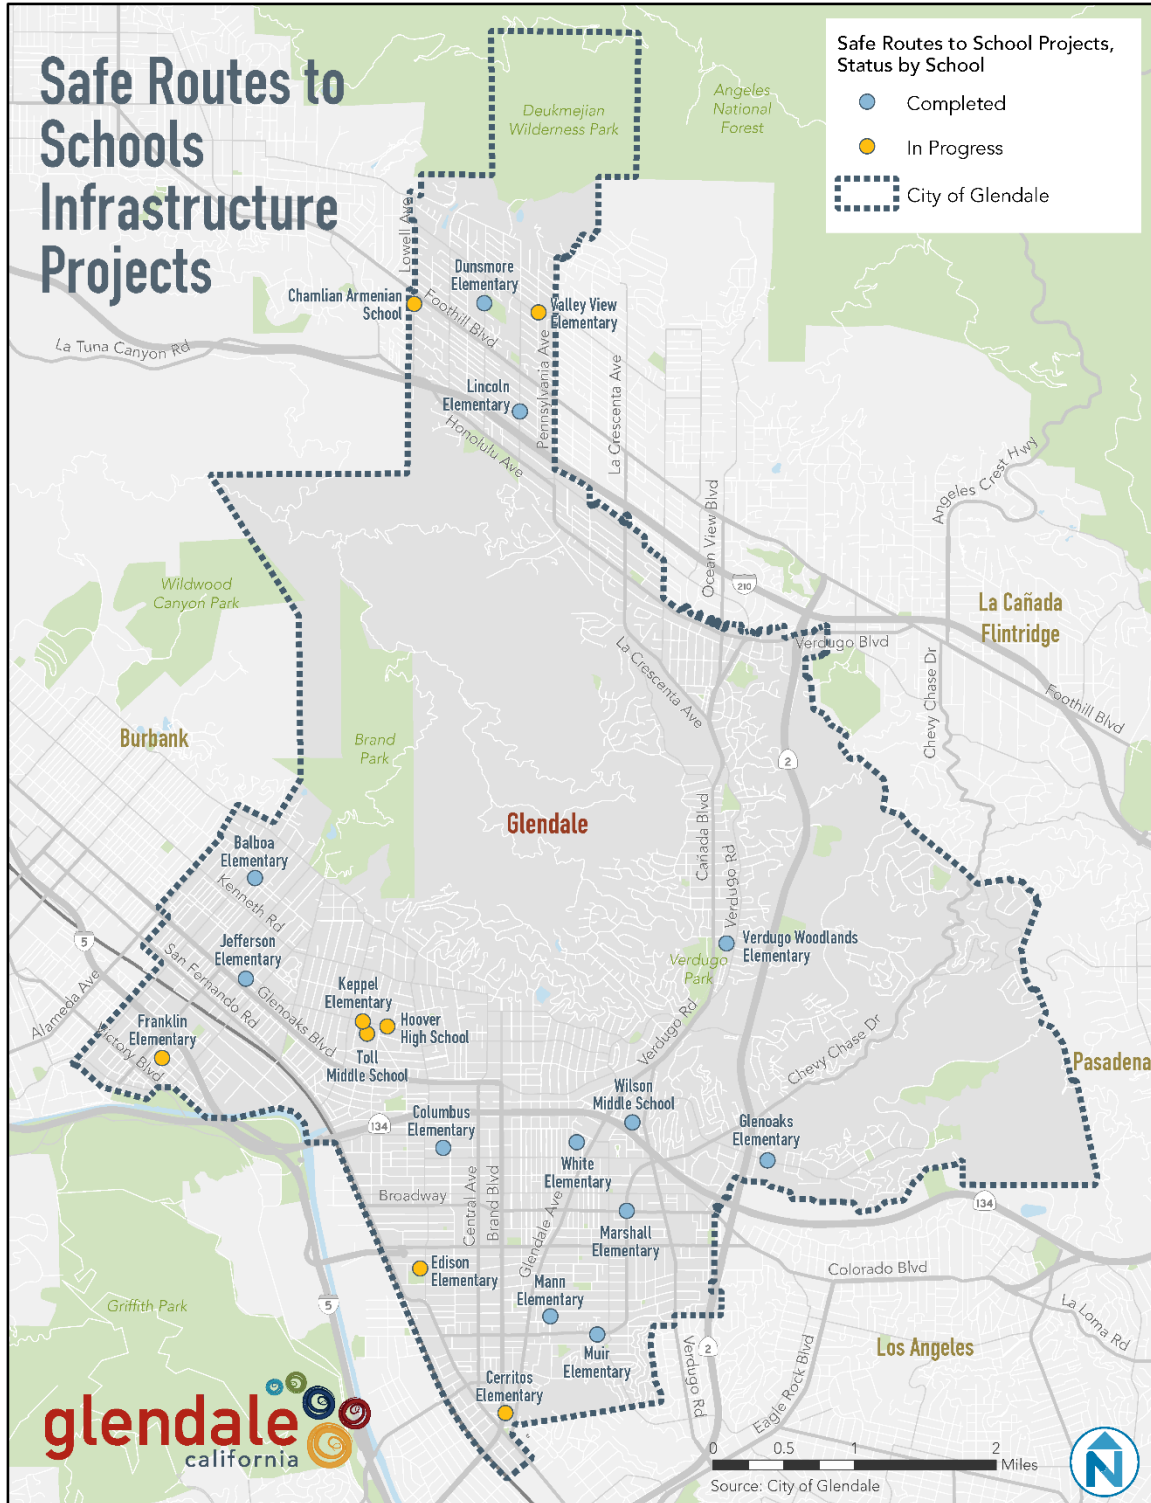 Safe Routes to
Schools
Infrastructure
Projects
Safe Routes to School Projects,
Status by School
Completed
In Progress
City of Glendale
Deukmejian
Wilderness Park
Angeles
National
Forest
Lowell Ave
Dunsmore
Elementary
Chamlian Armenian
School
Foothill Blvd
Valley View
Elementary
La Tuna Canyon Rd
Lincoln
Elementary
Pennsylvania Ave
La Crescenta Ave
Honolulu Ave
Ocean View Blvd
Angeles Crest Hwy
210
Wildwood
Canyon Park
La Cañada
Flintridge
Verdugo Blvd
La Crescenta Ave
Chevy Chase Dr
Foothill Blvd
Burbank
Brand
Park
2
Glendale
Cañada Blvd
Verdugo Rd
Balboa
Elementary
Kenneth Rd
5
San Fernando Rd
Jefferson
Elementary
Glenoaks Blvd
Verdugo Woodlands
Elementary
Verdugo
Park
Alameda Ave
Keppel
Elementary
Hoover
High School
Toll
Middle School
Franklin
Elementary
Victory Blvd
Verdugo Rd
Chevy Chase Dr
Pasadena
Wilson
Middle School
Columbus
Elementary
134
Glenoaks
Elementary
White
Elementary
Broadway
Central Ave
Brand Blvd
Glendale Ave
Marshall
Elementary
134
Edison
Elementary
Colorado Blvd
Mann
Elementary
Griffith Park
5
La Loma Rd
Muir
Elementary
Verdugo Rd
2
Eagle Rock Blvd
Los Angeles
Cerritos
Elementary
glendale
california
0 0.5 1 2
Miles
Source: City of Glendale
N